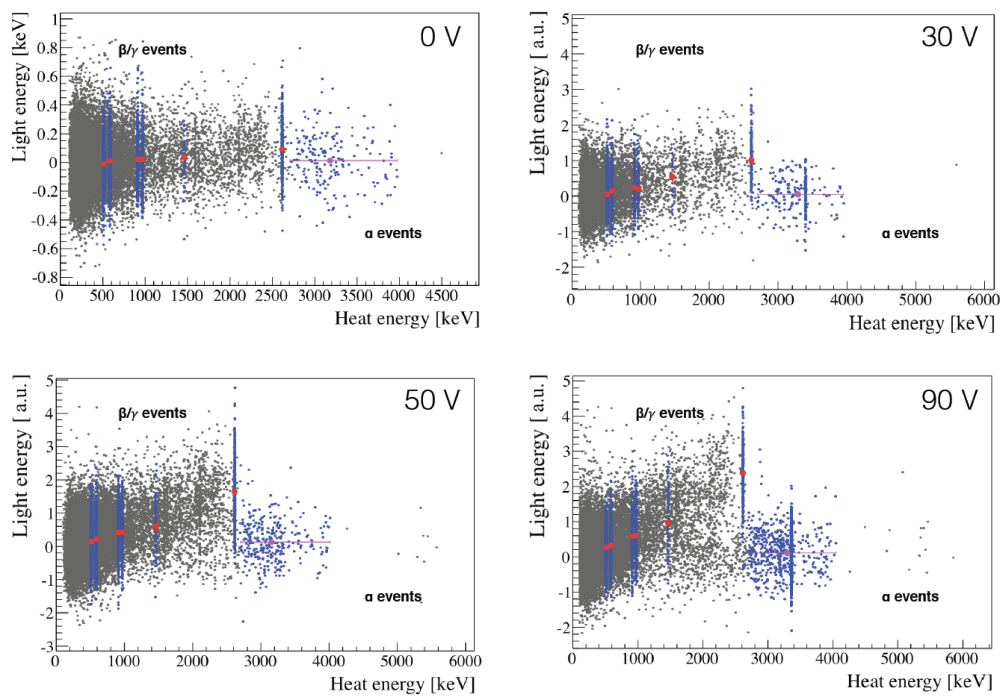 0 V
β/γ events
α events
Light energy [keV]
1
0.8
0.6
0.4
0.2
0
-0.2
-0.4
-0.6
-0.8
0 500 1000 1500 2000 2500 3000 3500 4000 4500
Heat energy [keV]
30 V
β/γ events
α events
Light energy [ a.u.]
5
4
3
2
1
0
-1
-2
0 1000 2000 3000 4000 5000 6000
Heat energy [keV]
50 V
β/γ events
α events
Light energy [ a.u.]
5
4
3
2
1
0
-1
-2
-3
0 1000 2000 3000 4000 5000 6000
Heat energy [keV]
90 V
β/γ events
α events
Light energy [ a.u.]
5
4
3
2
1
0
-1
-2
0 1000 2000 3000 4000 5000 6000
Heat energy [keV]